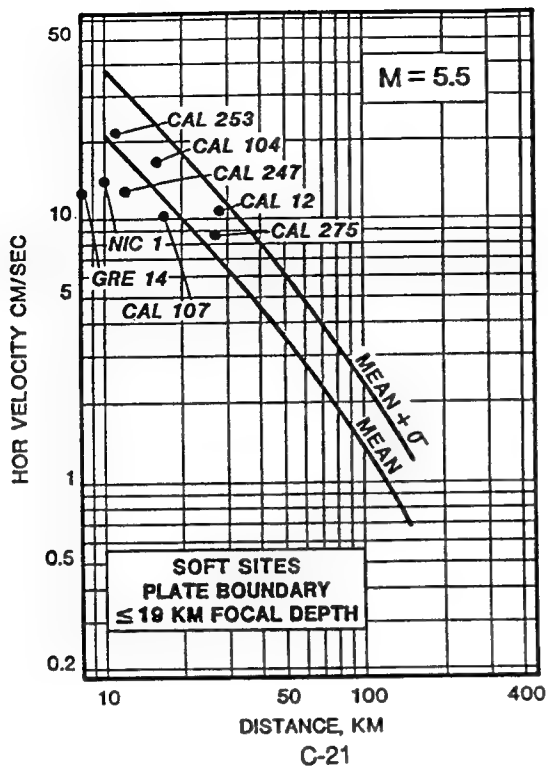 50
M = 5.5
CAL 253
CAL 104
CAL 247
CAL 12
10
CAL 275
NIC 1
GRE 14
5
CAL 107
HOR VELOCITY CM/SEC
MEAN + σ
MEAN
1
0.5
SOFT SITES
PLATE BOUNDARY
≤ 19 KM FOCAL DEPTH
0.2
10
50
100
400
DISTANCE, KM
C-21